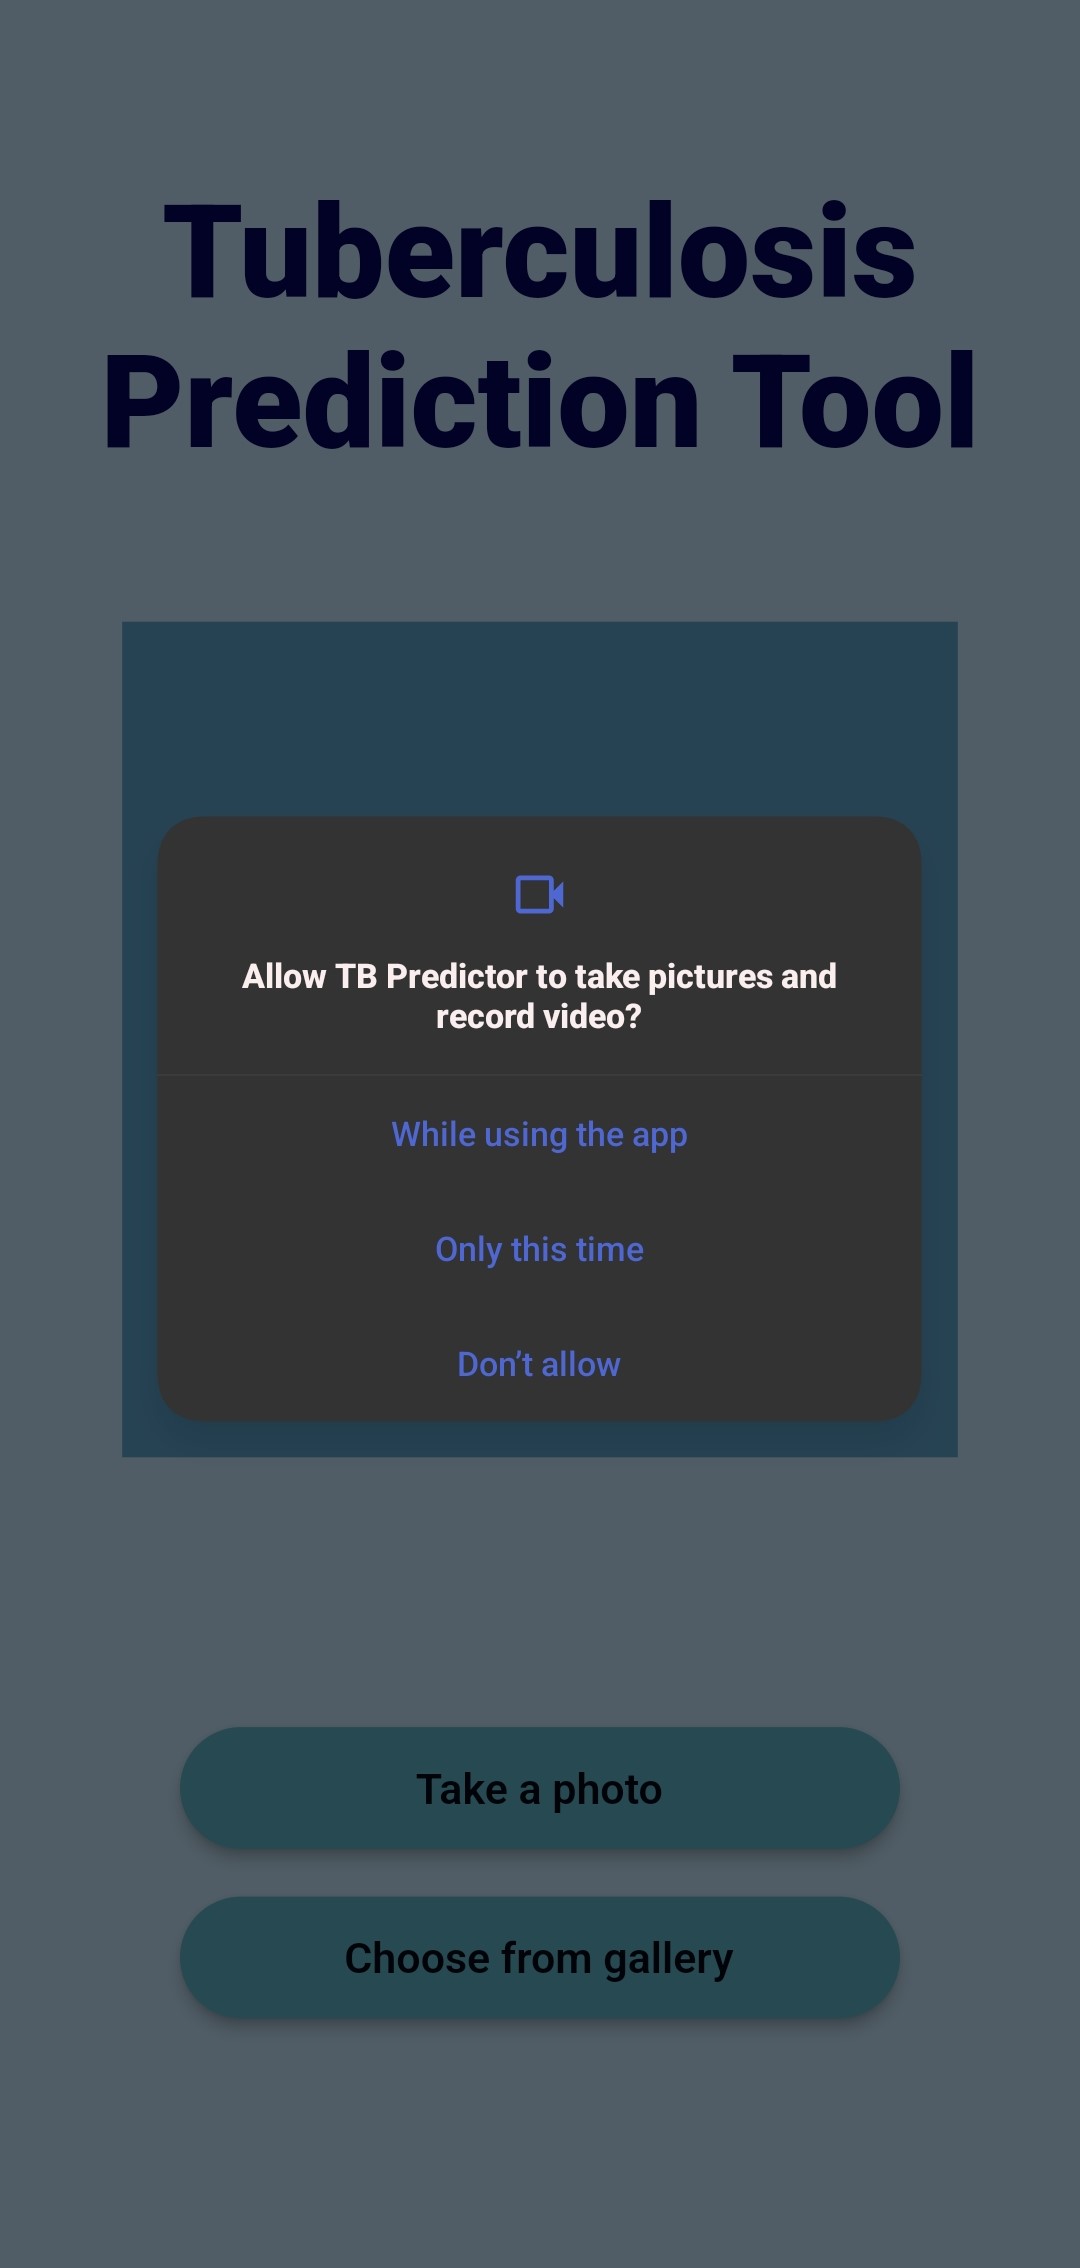 Tuberculosis
Prediction Tool
Allow TB Predictor to take pictures and
record video?
While using the app
Only this time
Don’t allow
Take a photo
Choose from gallery